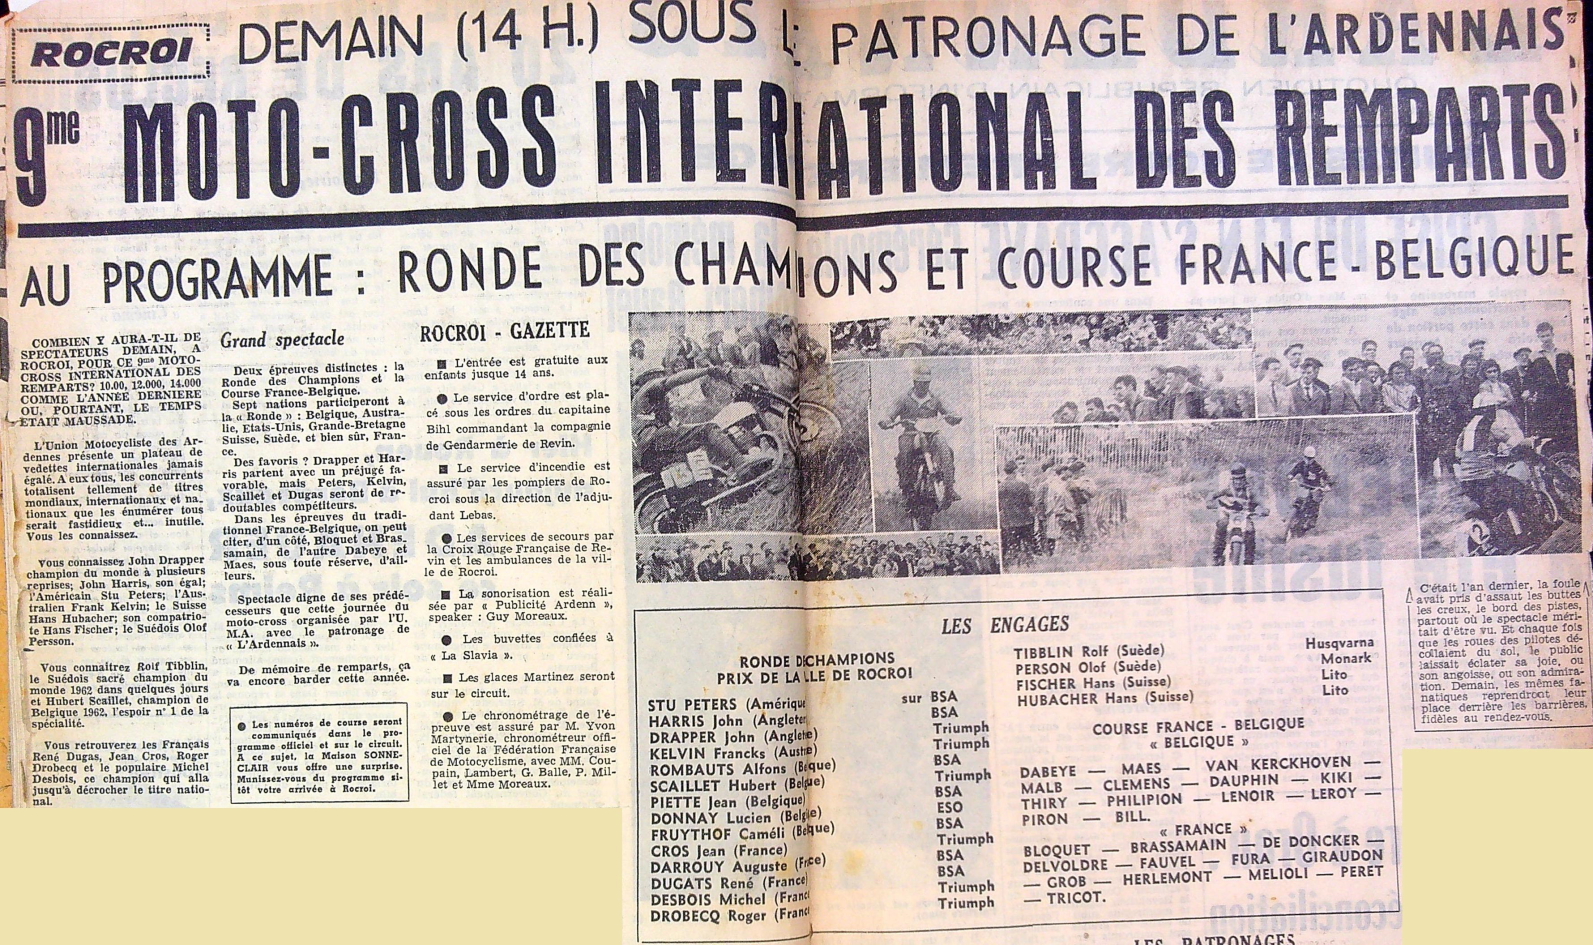 ROCROI
DEMAIN (14 H.) SOUS LE PATRONAGE DE L'ARDENNAIS
9me MOTO-CROSS INTERNATIONAL DES REMPARTS
AU PROGRAMME : RONDE DES CHAMPIONS ET COURSE FRANCE - BELGIQUE
COMBIEN Y AURA-T-IL DE
SPECTATEURS DEMAIN, A
ROCROI, POUR CE 9me MOTO-
CROSS INTERNATIONAL DES
REMPARTS? 10.00, 12.000, 14.000
COMME L'ANNÉE DERNIERE
OU, POURTANT, LE TEMPS
ETAIT MAUSSADE.
L'Union Motocycliste des Ar-
dennes présente un plateau de
vedettes internationales jamais
égalé. A eux tous, les concurrents
totalisent tellement de titres
mondiaux, internationaux et na-
tionaux que les énumérer tous
serait fastidieux et... inutile.
Vous les connaissez.
Vous connaissez John Drapper
champion du monde à plusieurs
reprises; John Harris, son égal;
l'Américain Stu Peters; l'Aus-
tralien Frank Kelvin; le Suisse
Hans Hubacher; son compatrio-
te Hans Fischer; le Suédois Olof
Persson.
Vous connaîtrez Rolf Tibblin,
le Suédois sacré champion du
monde 1962 dans quelques jours
et Hubert Scaillet, champion de
Belgique 1962, l'espoir n° 1 de la
spécialité.
Vous retrouverez les Français
René Dugas, Jean Cros, Roger
Drobecq et le populaire Michel
Desbois, ce champion qui alla
jusqu'à décrocher le titre natio-
nal.
Grand spectacle
Deux épreuves distinctes : la
Ronde des Champions et la
Course France-Belgique.
Sept nations participeront à
la « Ronde » : Belgique, Austra-
lie, Etats-Unis, Grande-Bretagne
Suisse, Suède, et bien sûr, Fran-
ce.
Des favoris ? Drapper et Har-
ris partent avec un préjugé fa-
vorable, mais Peters, Kelvin,
Scaillet et Dugas seront de re-
doutables compétiteurs.
Dans les épreuves du tradi-
tionnel France-Belgique, on peut
citer, d'un côté, Bloquet et Bras-
samain, de l'autre Dabeye et
Maes, sous toute réserve, d'ail-
leurs.
Spectacle digne de ses prédé-
cesseurs que cette journée du
moto-cross organisée par l'U.
M.A. avec le patronage de
« L'Ardennais ».
De mémoire de remparts, ça
va encore barder cette année.
● Les numéros de course seront
communiqués dans le pro-
gramme officiel et sur le circuit.
A ce sujet, la Maison SONNE-
CLAIR vous offre une surprise.
Munissez-vous du programme si-
tôt votre arrivée à Rocroi.
ROCROI - GAZETTE
■ L'entrée est gratuite aux
enfants jusque 14 ans.
● Le service d'ordre est pla-
cé sous les ordres du capitaine
Bihl commandant la compagnie
de Gendarmerie de Revin.
■ Le service d'incendie est
assuré par les pompiers de Ro-
croi sous la direction de l'adju-
dant Lebas.
● Les services de secours par
la Croix Rouge Française de Re-
vin et les ambulances de la vil-
le de Rocroi.
■ La sonorisation est réali-
sée par « Publicité Ardenn »,
speaker : Guy Moreaux.
● Les buvettes confiées à
« La Slavia ».
■ Les glaces Martinez seront
sur le circuit.
● Le chronométrage de l'é-
preuve est assuré par M. Yvon
Martynerie, chronométreur offi-
ciel de la Fédération Française
de Motocyclisme, avec MM. Cou-
pain, Lambert, G. Balle, P. Mil-
let et Mme Moreaux.
C'était l'an dernier, la foule
avait pris d'assaut les buttes
les creux, le bord des pistes,
partout où le spectacle méri-
tait d'être vu. Et chaque fois
que les roues des pilotes dé-
collaient du sol, le public
laissait éclater sa joie, ou
son angoisse, ou son admira-
tion. Demain, les mêmes fa-
natiques reprendront leur
place derrière les barrières,
fidèles au rendez-vous.
LES ENGAGES
RONDE D CHAMPIONS
PRIX DE LA LLE DE ROCROI
STU PETERS (Amérique sur BSA
HARRIS John (Angleter BSA
DRAPPER John (Anglete) Triumph
KELVIN Francks (Austre) Triumph
ROMBAUTS Alfons (Be que) BSA
SCAILLET Hubert (Belg ue) Triumph
PIETTE Jean (Belgique) BSA
DONNAY Lucien (Belg e) ESO
FRUYTHOF Caméli (Be que) BSA
CROS Jean (France) Triumph
DARROUY Auguste (Fr ce) BSA
DUGATS René (France) BSA
DESBOIS Michel (Franc Triumph
DROBECQ Roger (Franc Triumph
TIBBLIN Rolf (Suède) Husqvarna
PERSON Olof (Suède) Monark
FISCHER Hans (Suisse) Lito
HUBACHER Hans (Suisse) Lito
COURSE FRANCE - BELGIQUE
« BELGIQUE »
DABEYE — MAES — VAN KERCKHOVEN —
MALB — CLEMENS — DAUPHIN — KIKI —
THIRY — PHILIPION — LENOIR — LEROY —
PIRON — BILL.
« FRANCE »
BLOQUET — BRASSAMAIN — DE DONCKER —
DELVOLDRE — FAUVEL — FURA — GIRAUDON
— GROB — HERLEMONT — MELIOLI — PERET
— TRICOT.
LES PATRONAGES